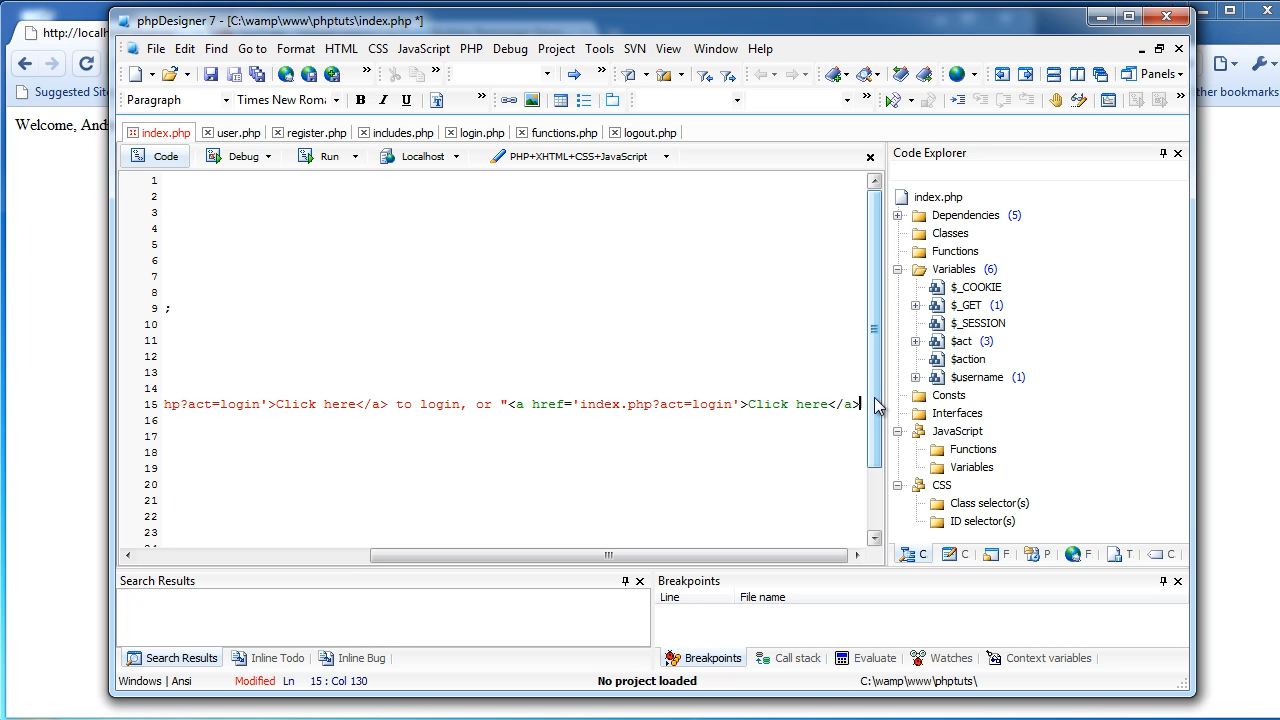 phpDesigner 7 - [C:\wamp\www\phptuts\index.php *]
http://localh
File Edit Find Go to Format HTML CSS JavaScript PHP Debug Project Tools SVN View Window Help
Panels
Suggested Sit
ther bookmarks
Paragraph Times New Rom: B I U T
Welcome, And
index.php user.php register.php includes.php login.php functions.php logout.php
Code Debug Run Localhost PHP+XHTML+CSS+JavaScript
Code Explorer
1
2
index.php
3
Dependencies (5)
4
Classes
5
Functions
6
Variables (6)
7
$_COOKIE
8
$_GET (1)
9 ;
$_SESSION
10
$act (3)
11
$action
12
$username (1)
13
Consts
14
15 hp?act=login'>Click here</a> to login, or "<a href='index.php?act=login'>Click here</a>
Interfaces
16
JavaScript
17
Functions
18
Variables
19
CSS
20
Class selector(s)
21
ID selector(s)
22
23
C C F P F T C
Search Results
Breakpoints
Line File name
Search Results Inline Todo Inline Bug
Breakpoints Call stack Evaluate Watches Context variables
Windows | Ansi Modified Ln 15 : Col 130 No project loaded C:\wamp\www\phptuts\